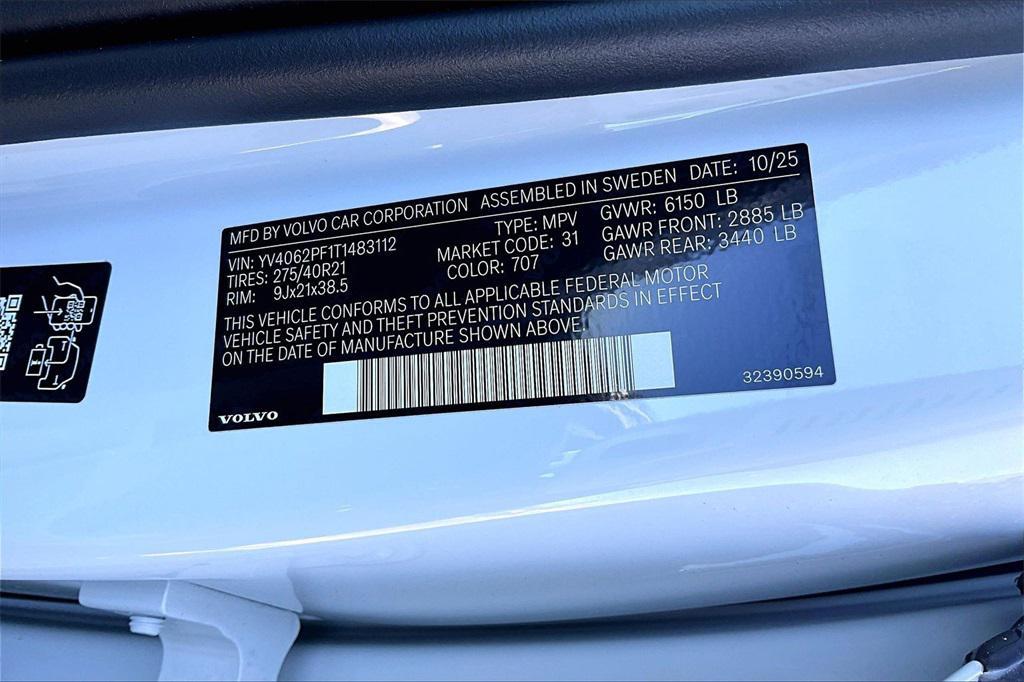 MFD BY VOLVO CAR CORPORATION ASSEMBLED IN SWEDEN DATE: 10/25
VIN: YV4062PF1T1483112 TYPE: MPV GVWR: 6150 LB
TIRES: 275/40R21 MARKET CODE: 31 GAWR FRONT: 2885 LB
RIM: 9Jx21x38.5 COLOR: 707 GAWR REAR: 3440 LB
THIS VEHICLE CONFORMS TO ALL APPLICABLE FEDERAL MOTOR
VEHICLE SAFETY AND THEFT PREVENTION STANDARDS IN EFFECT
ON THE DATE OF MANUFACTURE SHOWN ABOVE.
VOLVO 32390594